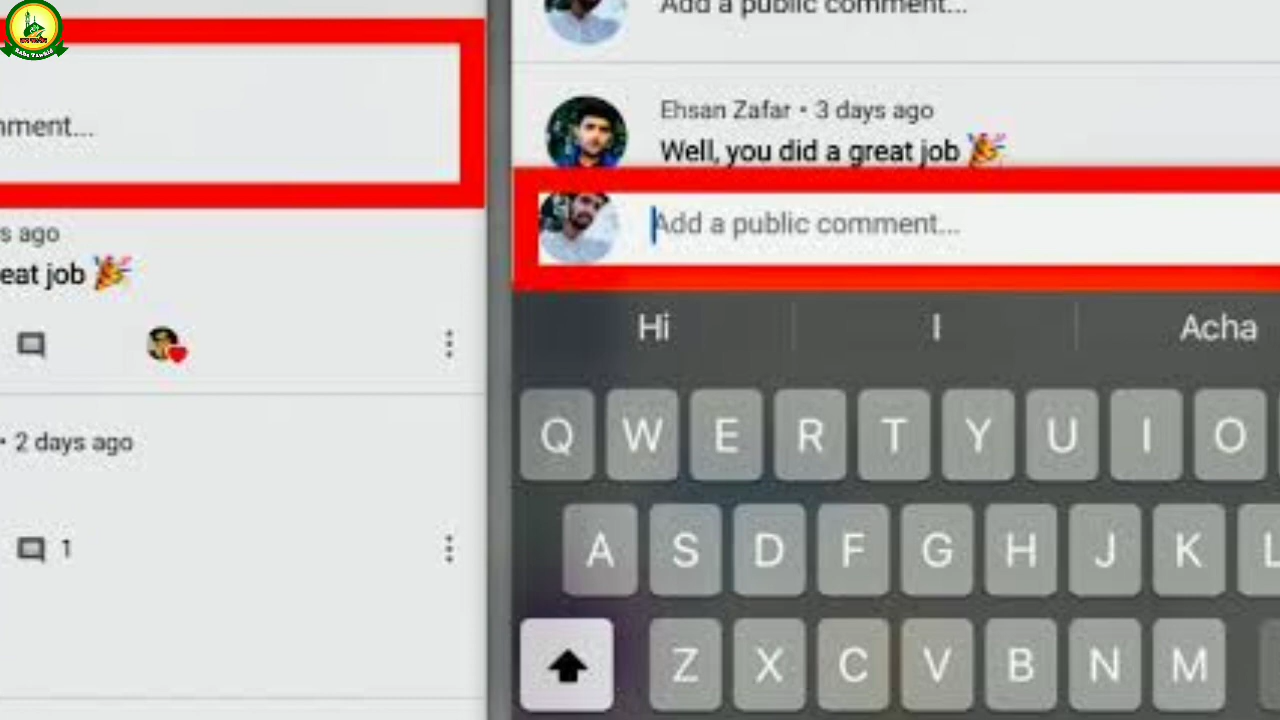 nment...
s ago
eat job 🎉
• 2 days ago
1
Add a public comment...
Ehsan Zafar • 3 days ago
Well, you did a great job 🎉
Add a public comment...
Hi I Acha
Q W E R T Y U I O
A S D F G H J K L
Z X C V B N M